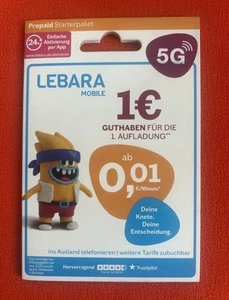 Prepaid Starterpaket
24h
Einfache
Aktivierung
per App
5G
LEBARA
MOBILE
1€
GUTHABEN FÜR DIE
1. AUFLADUNG**
ab
0,01
€/Minute*
Deine
Knete.
Deine
Entscheidung.
ins Ausland telefonieren | weitere Tarife zubuchbar
Hervorragend
Trustpilot